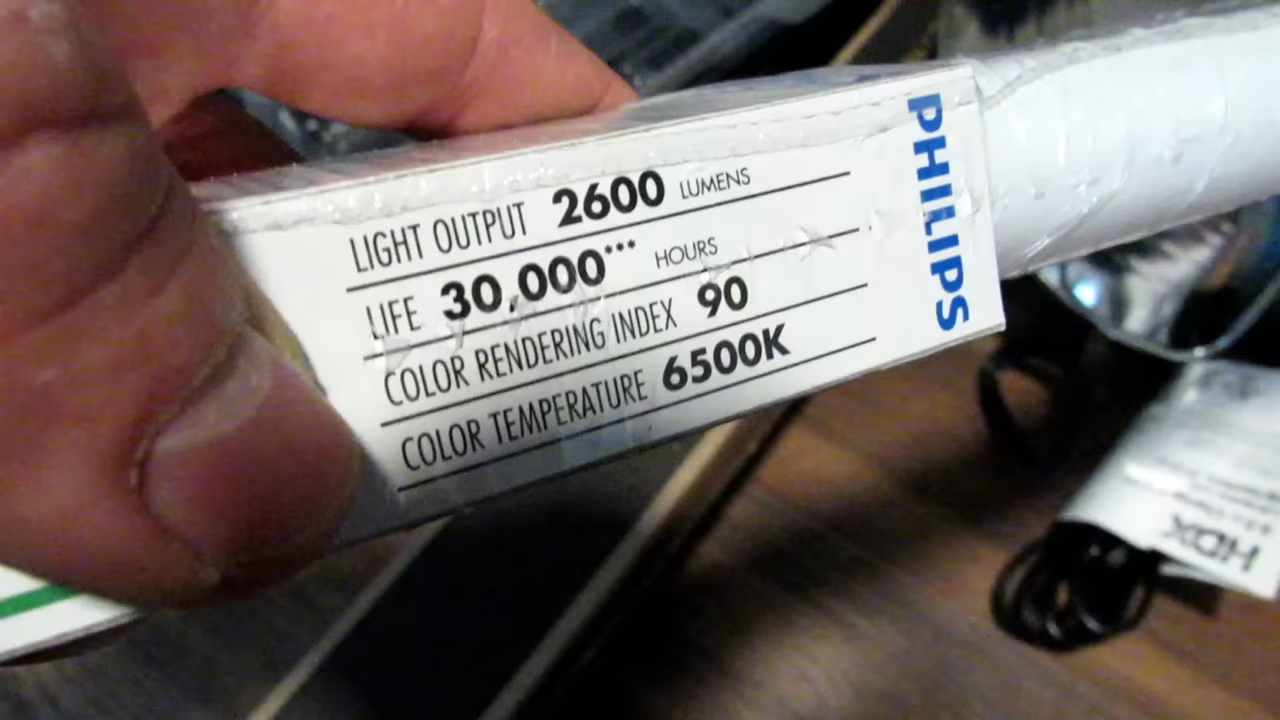 LIGHT OUTPUT 2600 LUMENS
LIFE 30,000*** HOURS
COLOR RENDERING INDEX 90
COLOR TEMPERATURE 6500K
PHILIPS
HDX